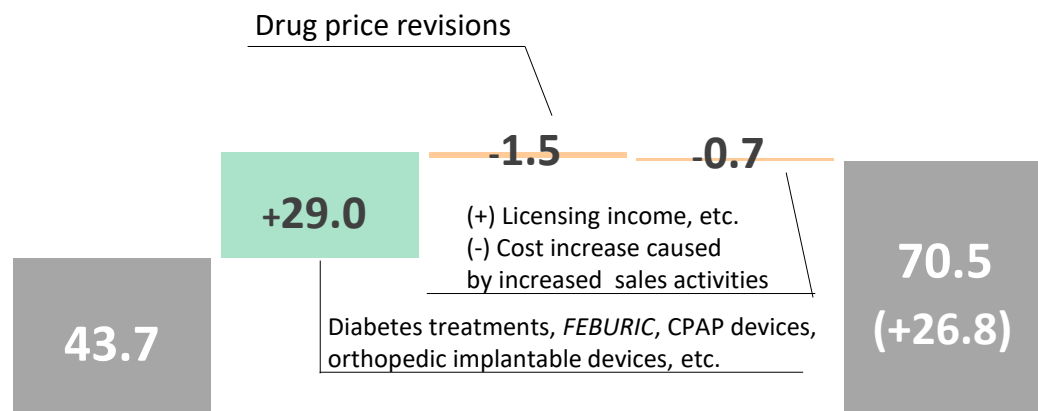 Drug price revisions
43.7
+29.0
-1.5
-0.7
(+) Licensing income, etc.
(-) Cost increase caused
by increased sales activities
Diabetes treatments, FEBURIC, CPAP devices,
orthopedic implantable devices, etc.
70.5
(+26.8)